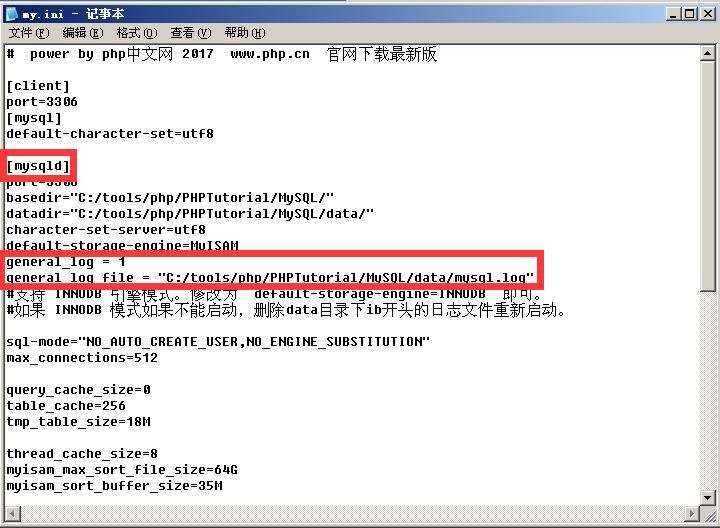 my.ini - 记事本
文件(F) 编辑(E) 格式(O) 查看(V) 帮助(H)
#  power by php中文网 2017  www.php.cn  官网下载最新版
[client]
port=3306
[mysql]
default-character-set=utf8
[mysqld]
port=3306
basedir="C:/tools/php/PHPTutorial/MySQL/"
datadir="C:/tools/php/PHPTutorial/MySQL/data/"
character-set-server=utf8
default-storage-engine=MyISAM
general_log = 1
general_log_file = "C:/tools/php/PHPTutorial/MySQL/data/mysql.log"
#支持 INNODB 引擎模式。修改为  default-storage-engine=INNODB  即可。
#如果 INNODB 模式如果不能启动，删除data目录下ib开头的日志文件重新启动。
sql-mode="NO_AUTO_CREATE_USER,NO_ENGINE_SUBSTITUTION"
max_connections=512
query_cache_size=0
table_cache=256
tmp_table_size=18M
thread_cache_size=8
myisam_max_sort_file_size=64G
myisam_sort_buffer_size=35M